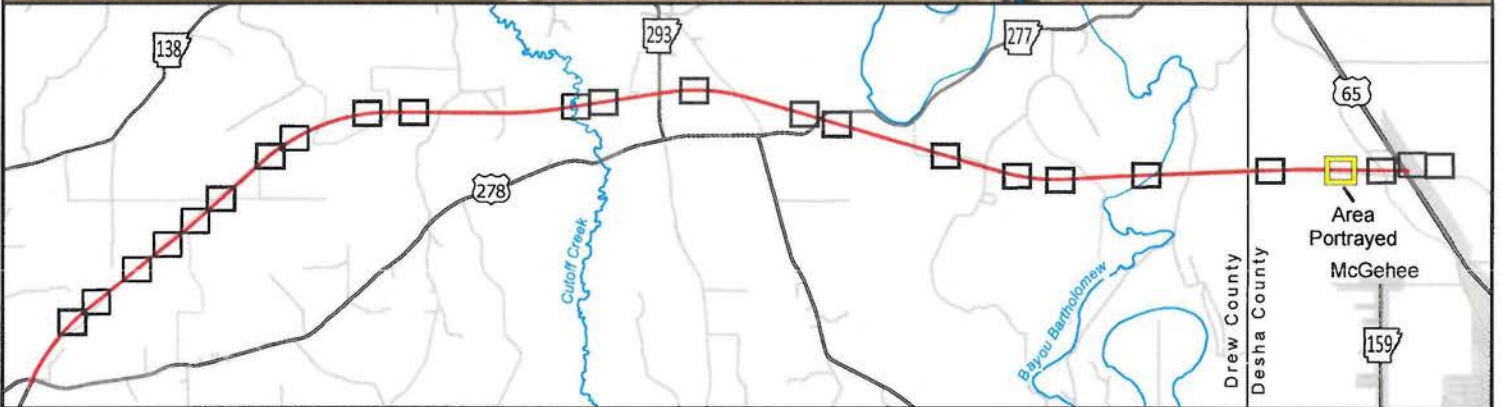 138
293
277
65
278
Cutoff Creek
Area
Portrayed
McGehee
Drew County
Desha County
Bayou Bartholomew
159